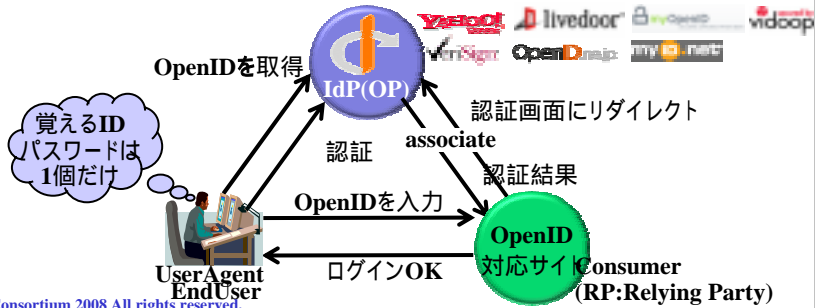 YAHOO!
livedoor
myOpenID
vidoop
VeriSign
OpenID.ne.jp
OpenIDを取得
IdP(OP)
認証画面にリダイレクト
associate
覚えるID
パスワードは
1個だけ
認証
認証結果
OpenIDを入力
OpenID
対応サイト
ログインOK
Consumer
(RP:Relying Party)
UserAgent
EndUser
Consortium 2008 All rights reserved.